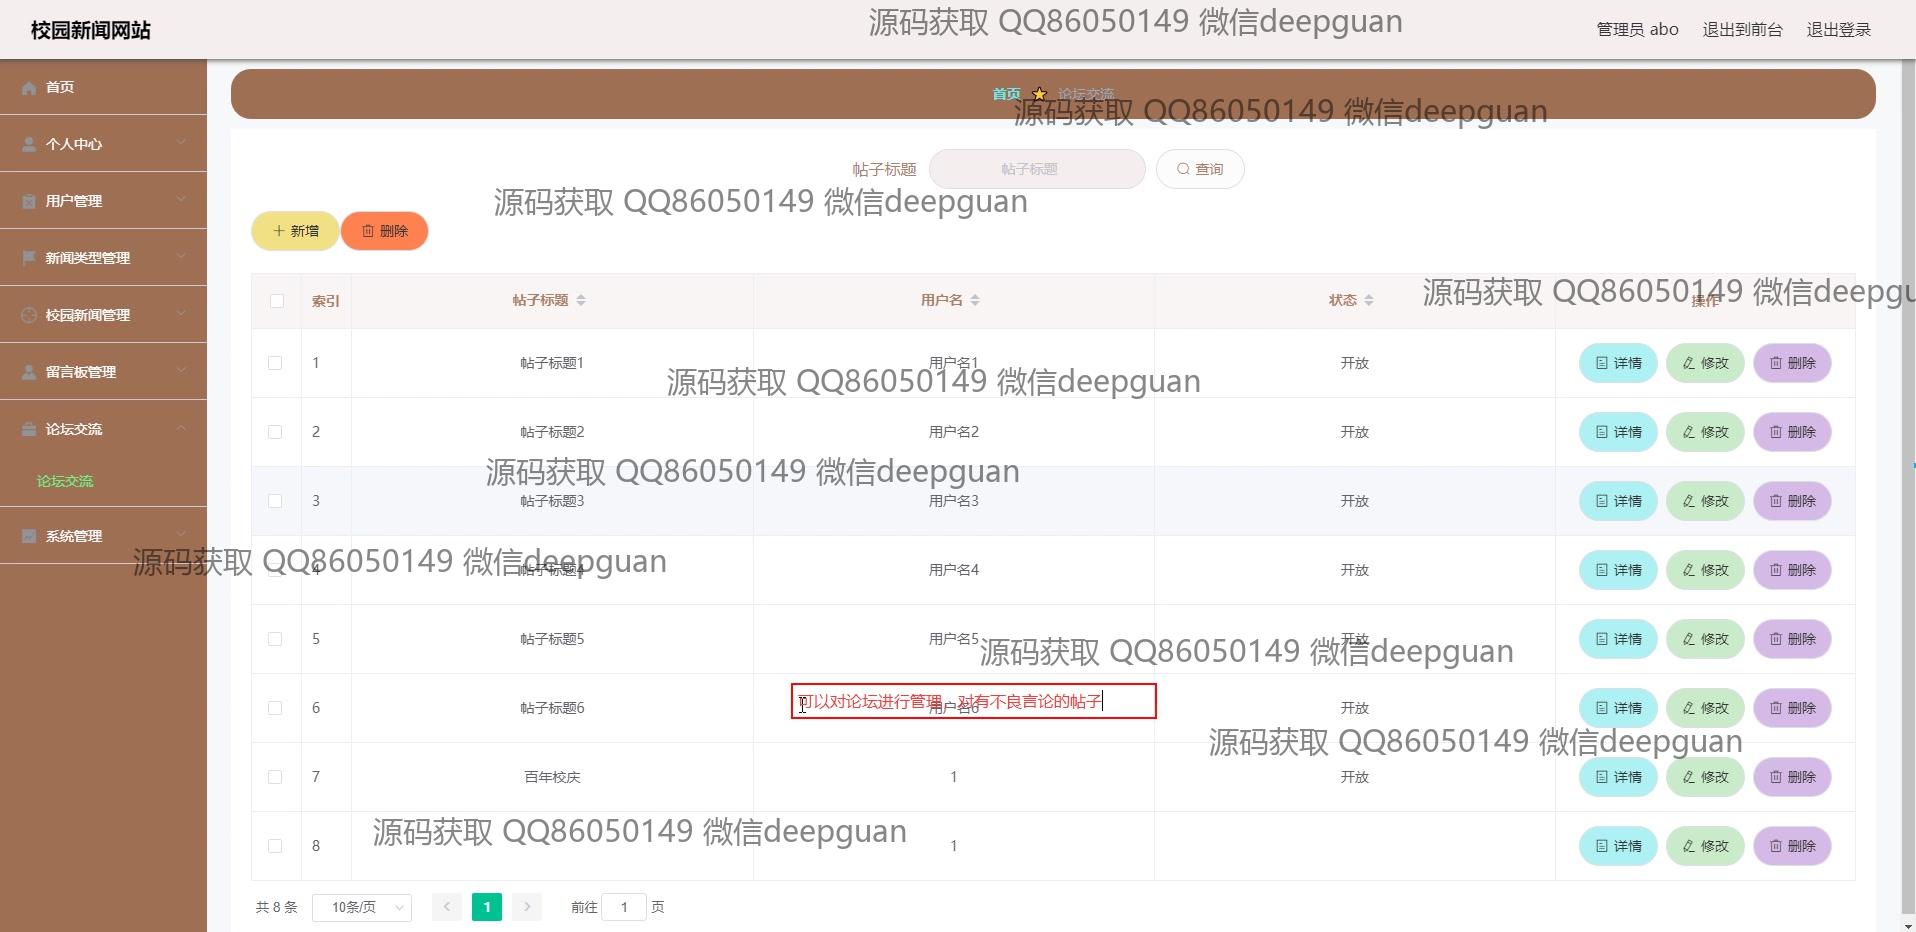 校园新闻网站
源码获取 QQ86050149 微信deepguan
管理员 abo 退出到前台 退出登录
首页
个人中心
用户管理
新闻类型管理
校园新闻管理
留言板管理
论坛交流
论坛交流
系统管理
首页 论坛交流
源码获取 QQ86050149 微信deepguan
帖子标题 帖子标题 查询
源码获取 QQ86050149 微信deepguan
新增 删除
索引 帖子标题 用户名 状态 操作
源码获取 QQ86050149 微信deepgu
1 帖子标题1 用户名1 开放 详情 修改 删除
源码获取 QQ86050149 微信deepguan
2 帖子标题2 用户名2 开放 详情 修改 删除
源码获取 QQ86050149 微信deepguan
3 帖子标题3 用户名3 开放 详情 修改 删除
源码获取 QQ86050149 微信deepguan
4 帖子标题4 用户名4 开放 详情 修改 删除
5 帖子标题5 用户名5 开放 详情 修改 删除
源码获取 QQ86050149 微信deepguan
可以对论坛进行管理，对有不良言论的帖子
6 帖子标题6 用户名6 开放 详情 修改 删除
源码获取 QQ86050149 微信deepguan
7 百年校庆 1 开放 详情 修改 删除
源码获取 QQ86050149 微信deepguan
8 1 详情 修改 删除
共 8 条 10条/页 1 前往 1 页